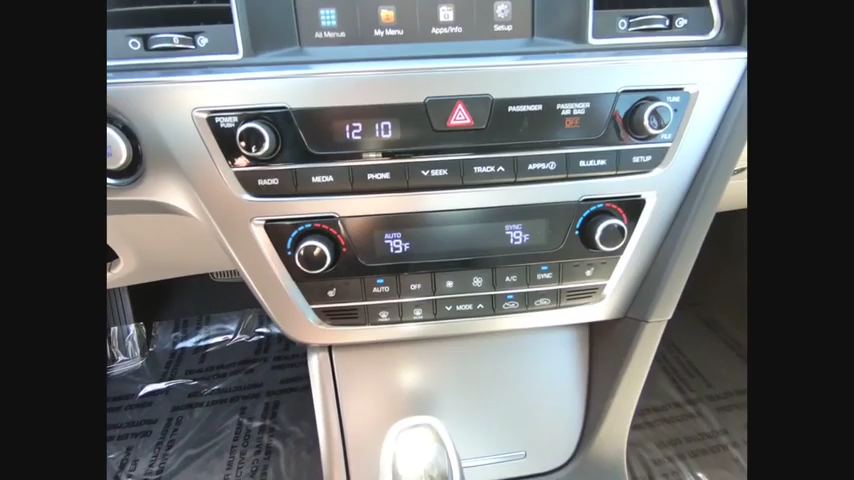 All Menus
My Menu
Apps/Info
Setup
POWER
PUSH
12 10
PASSENGER
PASSENGER
AIR BAG
OFF
TUNE
FILE
RADIO
MEDIA
PHONE
SEEK
TRACK
APPS/
BLUELINK
SETUP
AUTO
79°F
SYNC
79°F
AUTO
OFF
A/C
SYNC
MODE